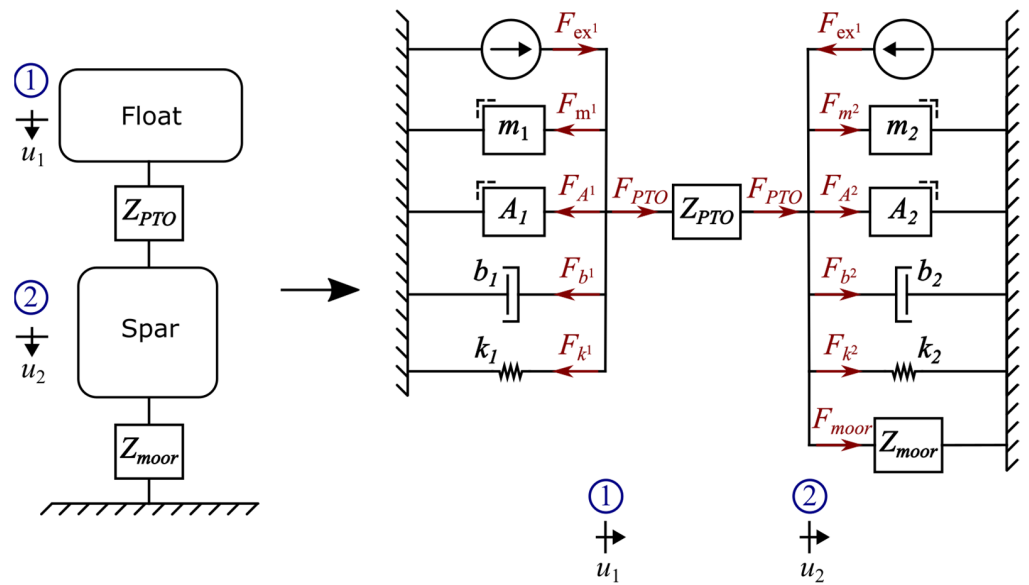 1
u1
Float
ZPTO
2
u2
Spar
Zmoor
Fex1
Fm1
m1
FA1
A1
FPTO
ZPTO
FPTO
b1
Fb1
k1
Fk1
Fex1
Fm2
m2
FA2
A2
Fb2
b2
Fk2
k2
Fmoor
Zmoor
1
u1
2
u2